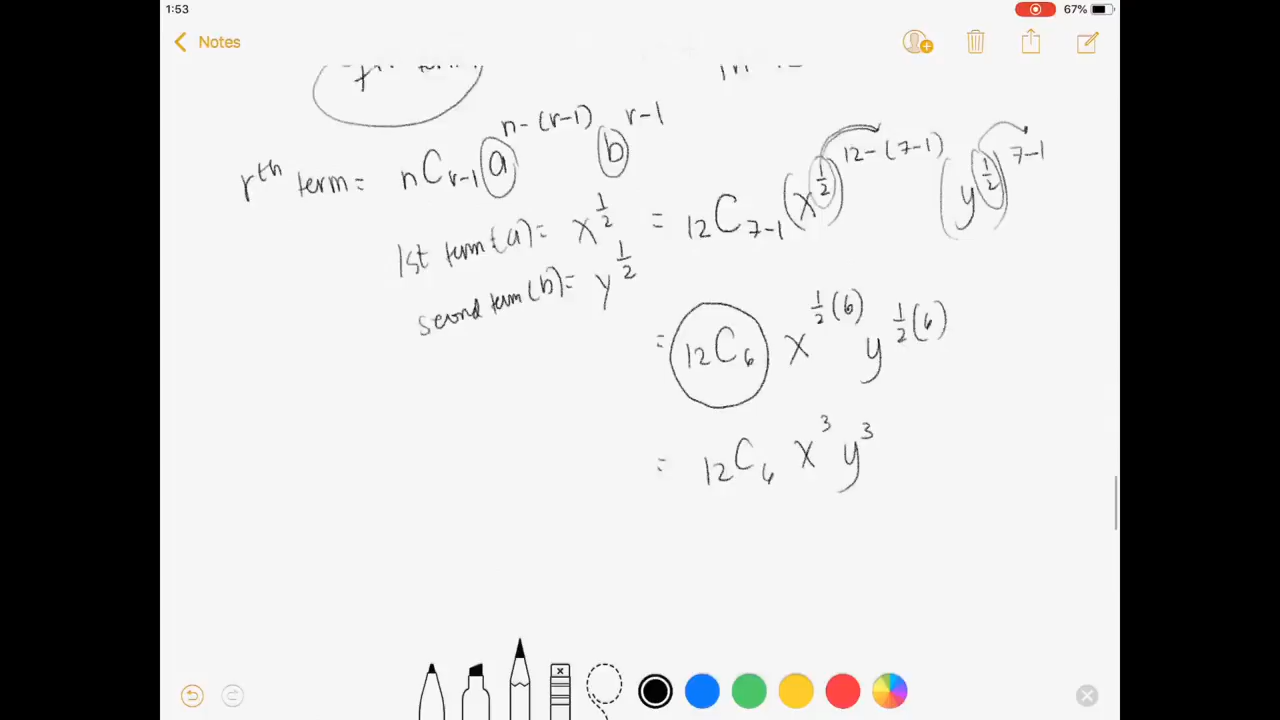 1:53
67%
Notes
rth term = nCr-1 a^n-(r-1) b^r-1
= 12C7-1 (x^1/2)^12-(7-1) (y^1/2)^7-1
1st term (a) = x^1/2
second term (b) = y^1/2
= 12C6 x^1/2(6) y^1/2(6)
= 12C6 x^3 y^3